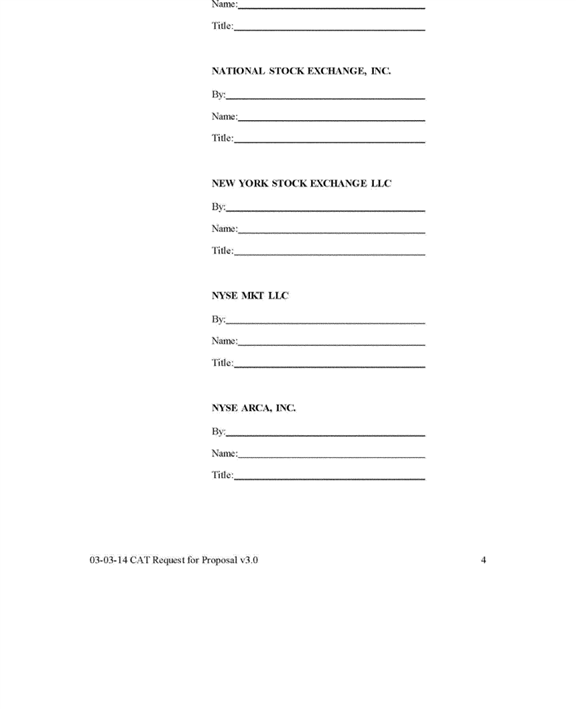 Name:
Title:
NATIONAL STOCK EXCHANGE, INC.
By:
Name:
Title:
NEW YORK STOCK EXCHANGE LLC
By:
Name:
Title:
NYSE MKT LLC
By:
Name:
Title:
NYSE ARCA, INC.
By:
Name:
Title:
03-03-14 CAT Request for Proposal v3.0 4